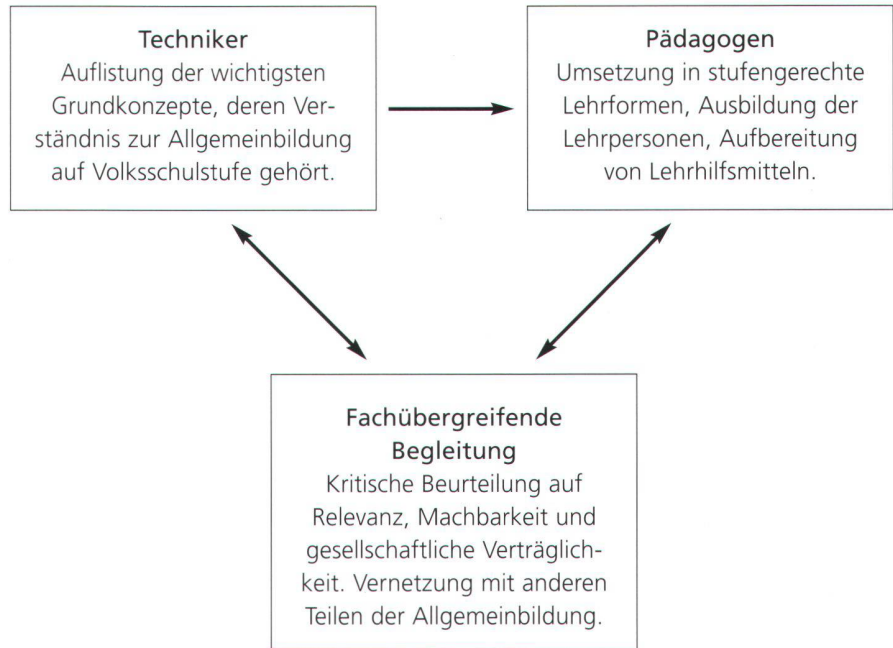 Techniker
Auflistung der wichtigsten
Grundkonzepte, deren Ver-
ständnis zur Allgemeinbildung
auf Volksschulstufe gehört.
Pädagogen
Umsetzung in stufengerechte
Lehrformen, Ausbildung der
Lehrpersonen, Aufbereitung
von Lehrhilfsmitteln.
Fachübergreifende
Begleitung
Kritische Beurteilung auf
Relevanz, Machbarkeit und
gesellschaftliche Verträglich-
keit. Vernetzung mit anderen
Teilen der Allgemeinbildung.